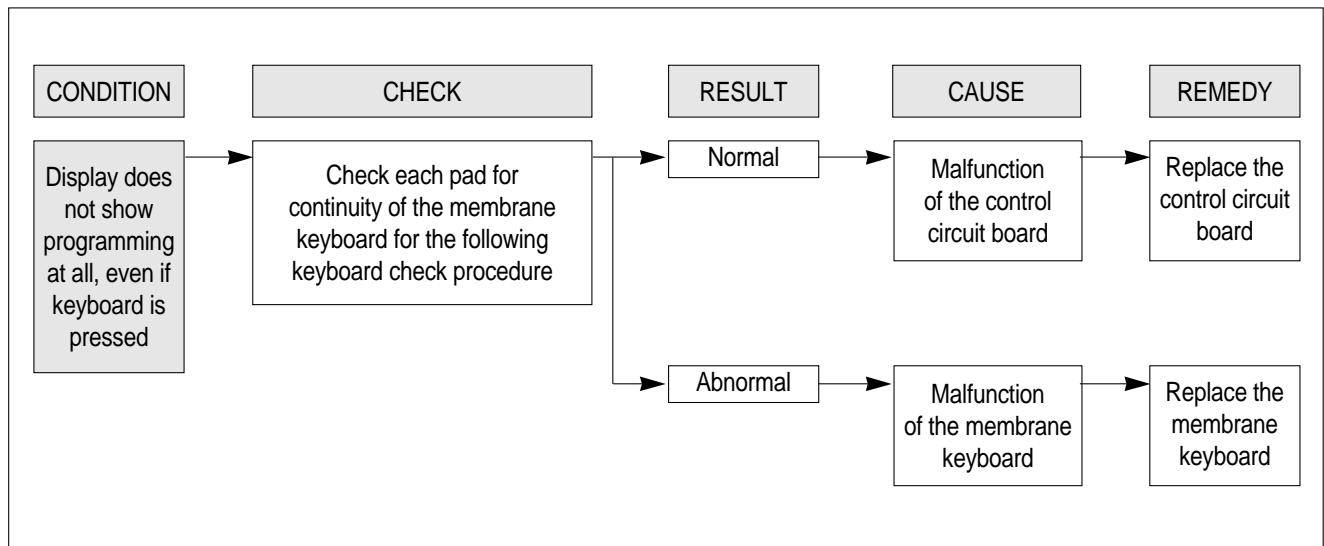 CONDITION
CHECK
RESULT
CAUSE
REMEDY
Display does
not show
programming
at all, even if
keyboard is
pressed
Check each pad for
continuity of the membrane
keyboard for the following
keyboard check procedure
Normal
Malfunction
of the control
circuit board
Replace the
control circuit
board
Abnormal
Malfunction
of the membrane
keyboard
Replace the
membrane
keyboard